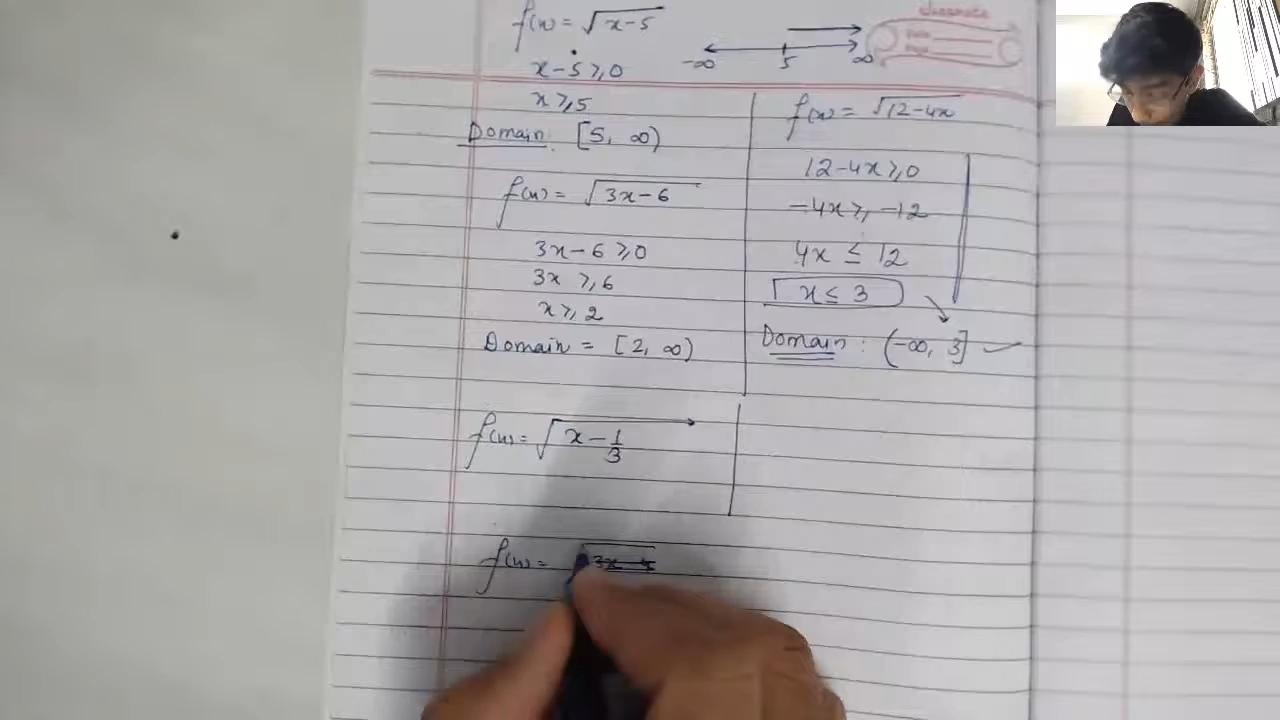 f(x) = √x-5
x-5 ≥ 0
x ≥ 5
-∞ 5 ∞
Domain: [5, ∞)
f(x) = √3x-6
3x-6 ≥ 0
3x ≥ 6
x ≥ 2
Domain = [2, ∞)
f(x) = √12-4x
12-4x ≥ 0
-4x ≥ -12
4x ≤ 12
x ≤ 3
Domain: (-∞, 3]
f(x) = √x - 1/3
f(x) =